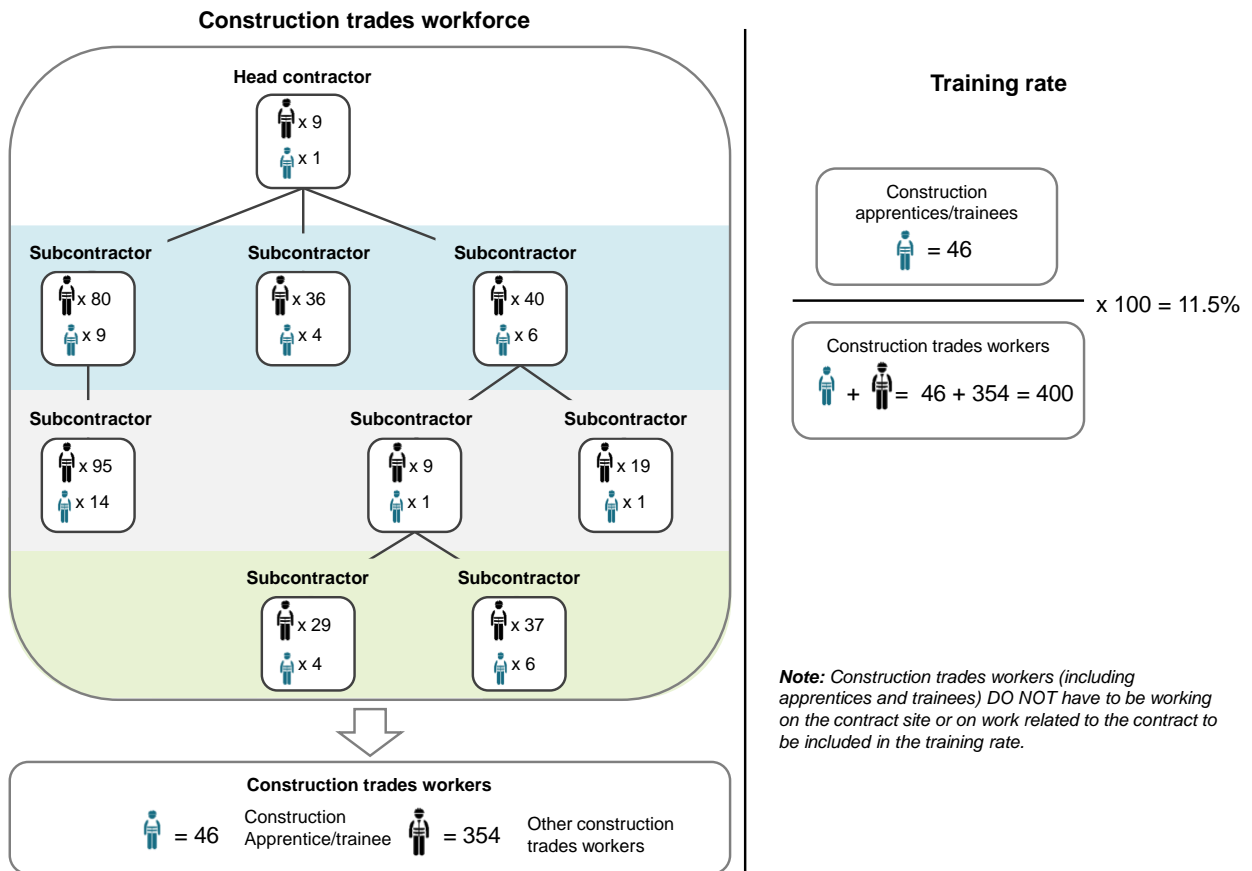 Construction trades workforce
Head contractor
x 9
x 1
Subcontractor
x 80
x 9
Subcontractor
x 36
x 4
Subcontractor
x 40
x 6
Subcontractor
x 95
x 14
Subcontractor
x 9
x 1
Subcontractor
x 19
x 1
Subcontractor
x 29
x 4
Subcontractor
x 37
x 6
Construction trades workers
= 46
Construction
Apprentice/trainee
= 354
Other construction
trades workers
Training rate
Construction
apprentices/trainees
= 46
x 100 = 11.5%
Construction trades workers
+ = 46 + 354 = 400
Note: Construction trades workers (including
apprentices and trainees) DO NOT have to be working
on the contract site or on work related to the contract to
be included in the training rate.